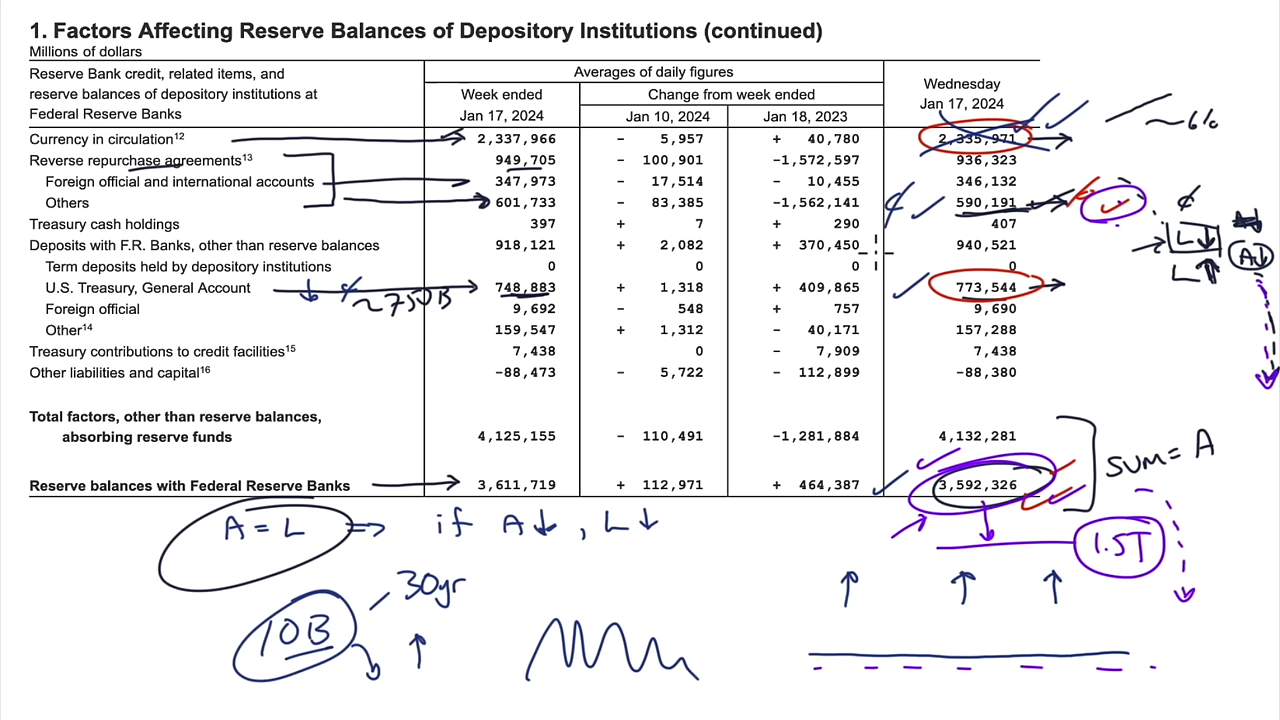 1. Factors Affecting Reserve Balances of Depository Institutions (continued)
Millions of dollars
Reserve Bank credit, related items, and reserve balances of depository institutions at Federal Reserve Banks
Averages of daily figures
Wednesday Jan 17, 2024
Week ended Jan 17, 2024
Change from week ended
Jan 10, 2024
Jan 18, 2023
Currency in circulation12 2,337,966 - 5,957 + 40,780 2,335,971 ~6%
Reverse repurchase agreements13 949,705 - 100,901 -1,572,597 936,323
Foreign official and international accounts 347,973 - 17,514 - 10,455 346,132
Others 601,733 - 83,385 -1,562,141 590,191
Treasury cash holdings 397 + 7 + 290 407
L↓
Deposits with F.R. Banks, other than reserve balances 918,121 + 2,082 + 370,450 940,521
A↓
Term deposits held by depository institutions 0 0 0 0
L↑
U.S. Treasury, General Account 748,883 + 1,318 + 409,865 773,544
~750B
Foreign official 9,692 - 548 + 757 9,690
Other14 159,547 + 1,312 - 40,171 157,288
Treasury contributions to credit facilities15 7,438 0 - 7,909 7,438
Other liabilities and capital16 -88,473 - 5,722 - 112,899 -88,380
Total factors, other than reserve balances,
absorbing reserve funds 4,125,155 - 110,491 -1,281,884 4,132,281
SUM = A
Reserve balances with Federal Reserve Banks 3,611,719 + 112,971 + 464,387 3,592,326
A = L ⇒ if A↓, L↓
1.5T
30yr
10B ↑